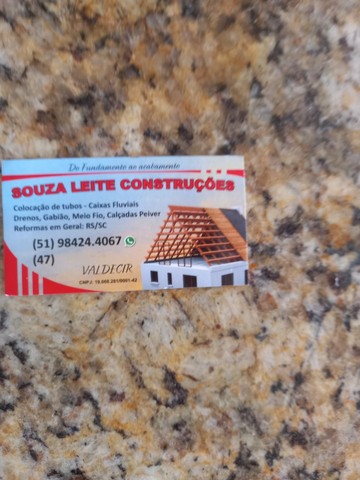 Do Fundamento ao acabamento
SOUZA LEITE CONSTRUÇÕES
Colocação de tubos - Caixas Fluviais
Drenos, Gabião, Meio Fio, Calçadas Peiver
Reformas em Geral: RS/SC
(51) 98424.4067
(47)
VALDECIR
CNPJ: